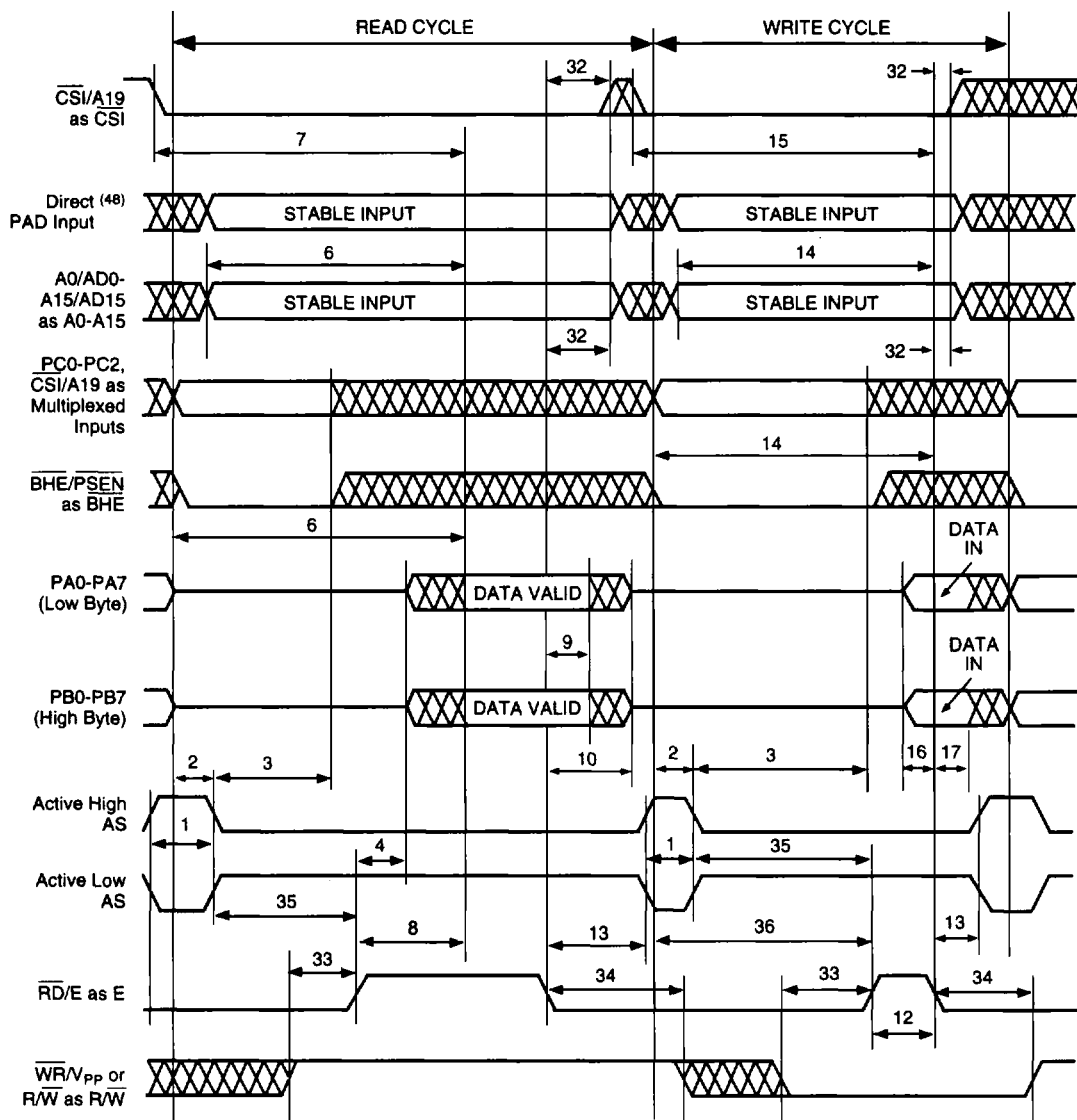 READ CYCLE WRITE CYCLE
32 32
CSI/A19
as CSI
7 15
Direct (48)
PAD Input
STABLE INPUT STABLE INPUT
6 14
A0/AD0-
A15/AD15
as A0-A15
STABLE INPUT STABLE INPUT
32 32
PC0-PC2,
CSI/A19 as
Multiplexed
Inputs
14
BHE/PSEN
as BHE
6
DATA
IN
PA0-PA7
(Low Byte)
DATA VALID
9
DATA
IN
PB0-PB7
(High Byte)
DATA VALID
2 3 10 2 3 16 17
Active High
AS
1 4 1 35
Active Low
AS
35 8 13 36 13
33 34 33 34
RD/E as E
12
WR/VPP or
R/W as R/W